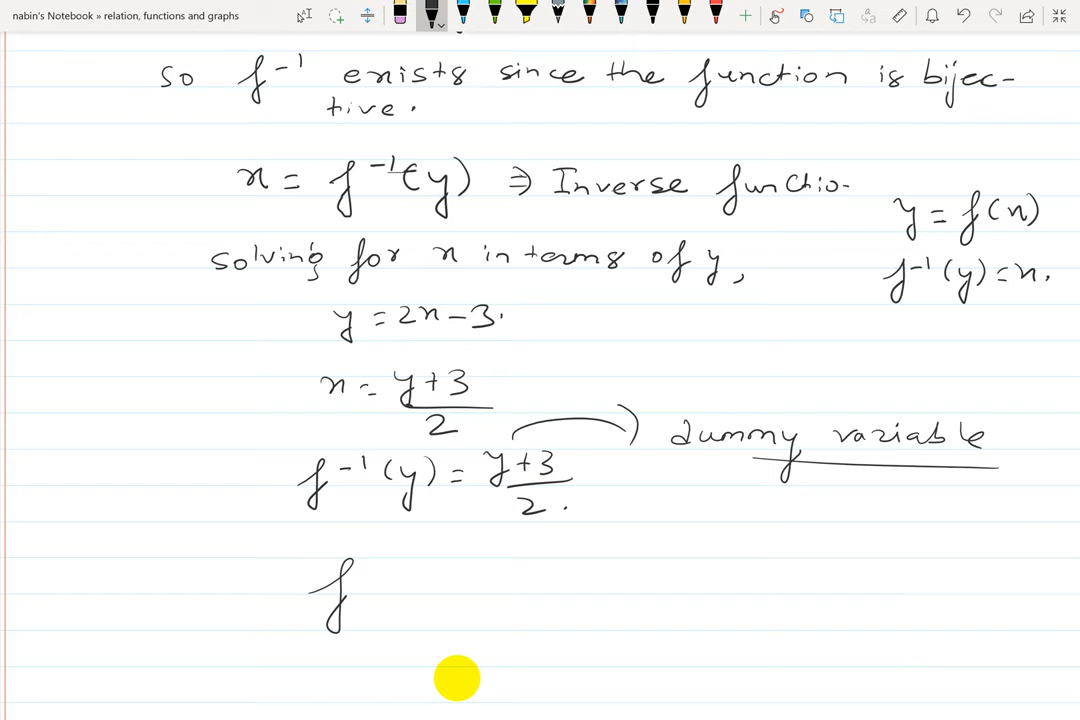 nabin's Notebook » relation, functions and graphs
so f⁻¹ exists since the function is bijec-
tive.
x = f⁻¹(y) ⇒ Inverse functio-
y = f(x)
solving for x in terms of y,
f⁻¹(y) = x.
y = 2x - 3.
x = y+3/2
dummy variable
f⁻¹(y) = y+3/2.
f